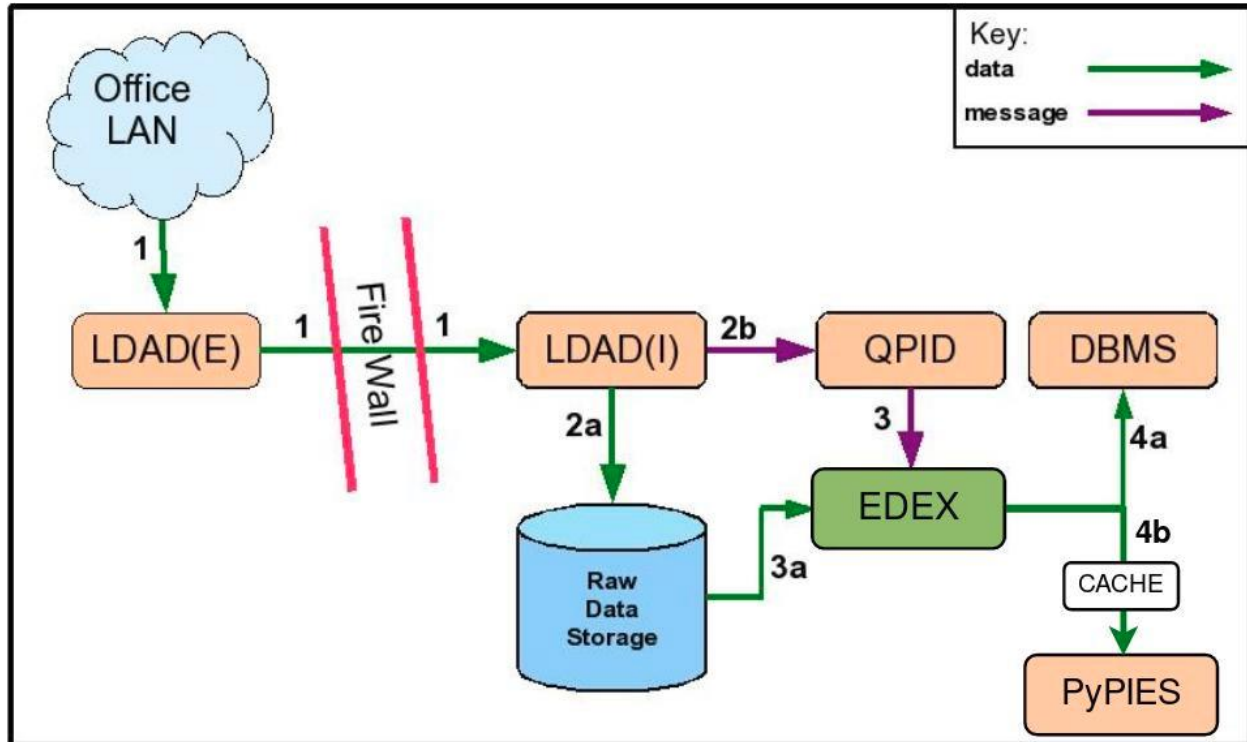 Office
LAN
Key:
data
message
1
LDAD(E)
1
Fire Wall
1
LDAD(I)
2b
QPID
DBMS
2a
3
4a
EDEX
4b
3a
Raw
Data
Storage
CACHE
PyPIES